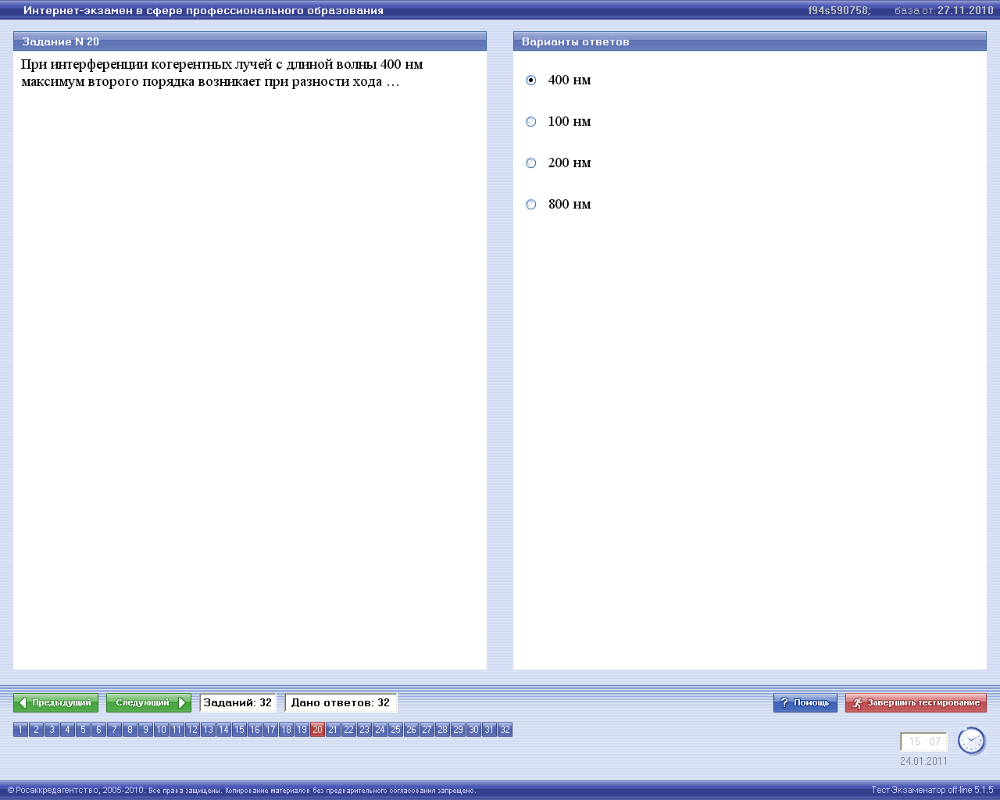 Интернет-экзамен в сфере профессионального образования
f94s590758; база от: 27.11.2010
Задание N 20
При интерференции когерентных лучей с длиной волны 400 нм
максимум второго порядка возникает при разности хода …
Варианты ответов
400 нм
100 нм
200 нм
800 нм
Предыдущий Следующий Заданий: 32 Дано ответов: 32 ? Помощь Завершить тестирование
1 2 3 4 5 6 7 8 9 10 11 12 13 14 15 16 17 18 19 20 21 22 23 24 25 26 27 28 29 30 31 32
15 : 07
24.01.2011
© Росаккредагентство, 2005-2010. Все права защищены. Копирование материалов без предварительного согласования запрещено. Тест-Экзаменатор off-line 5.1.5